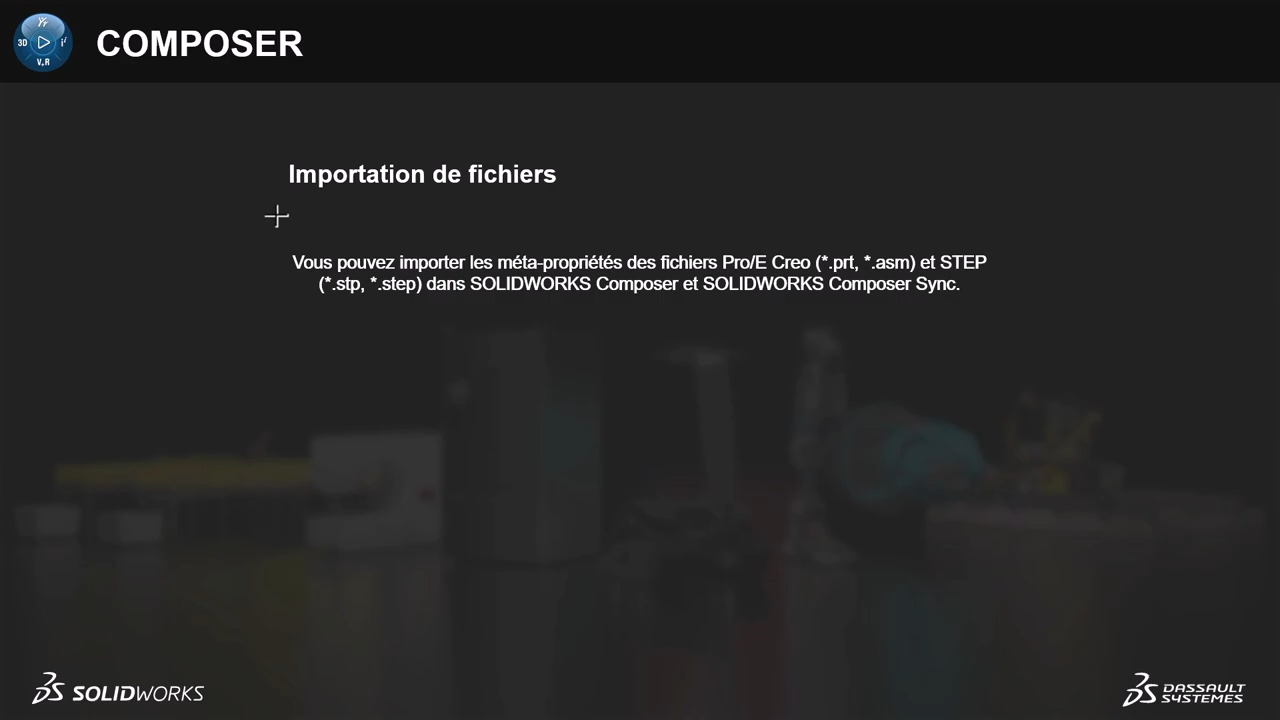 COMPOSER
3D
V,R
Importation de fichiers
Vous pouvez importer les méta-propriétés des fichiers Pro/E Creo (*.prt, *.asm) et STEP
(*.stp, *.step) dans SOLIDWORKS Composer et SOLIDWORKS Composer Sync.
SOLIDWORKS
DASSAULT
SYSTEMES